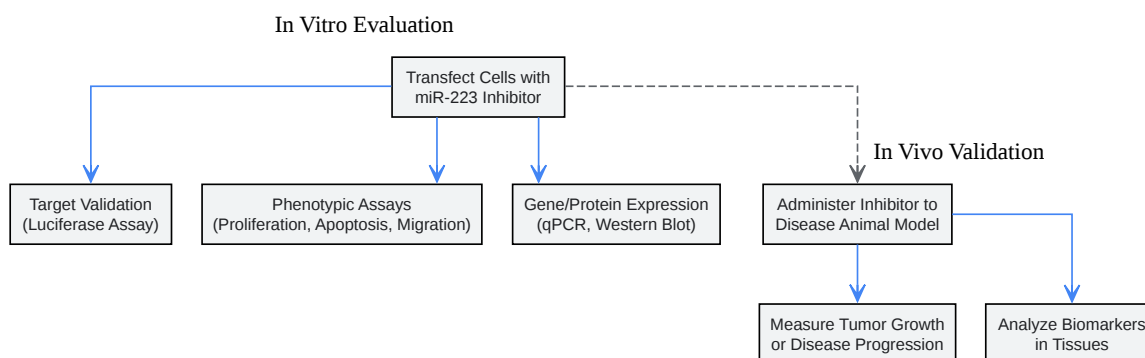 In Vitro Evaluation
Transfect Cells with
miR-223 Inhibitor
In Vivo Validation
Target Validation
(Luciferase Assay)
Phenotypic Assays
(Proliferation, Apoptosis, Migration)
Gene/Protein Expression
(qPCR, Western Blot)
Administer Inhibitor to
Disease Animal Model
Measure Tumor Growth
or Disease Progression
Analyze Biomarkers
in Tissues